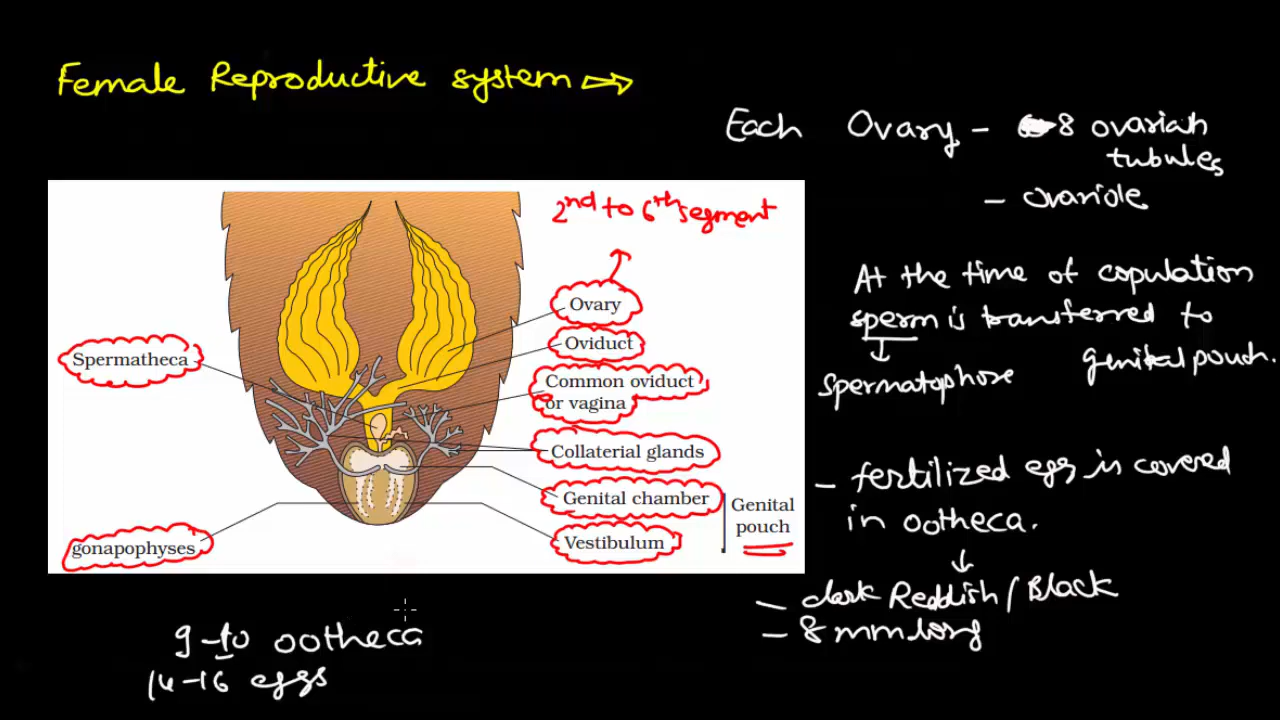 Female Reproductive system ⇒
Each Ovary - 8 ovarian
tubules
- ovariole
2nd to 6th segment
Ovary
Oviduct
Spermatheca
Common oviduct
or vagina
Collaterial glands
Genital chamber
Genital
pouch
Vestibulum
gonapophyses
At the time of copulation
sperm is transferred to
genital pouch.
spermatophore
- fertilized egg is covered
in ootheca.
- dark Reddish / Black
- 8 mm long
9-10 ootheca
14-16 eggs